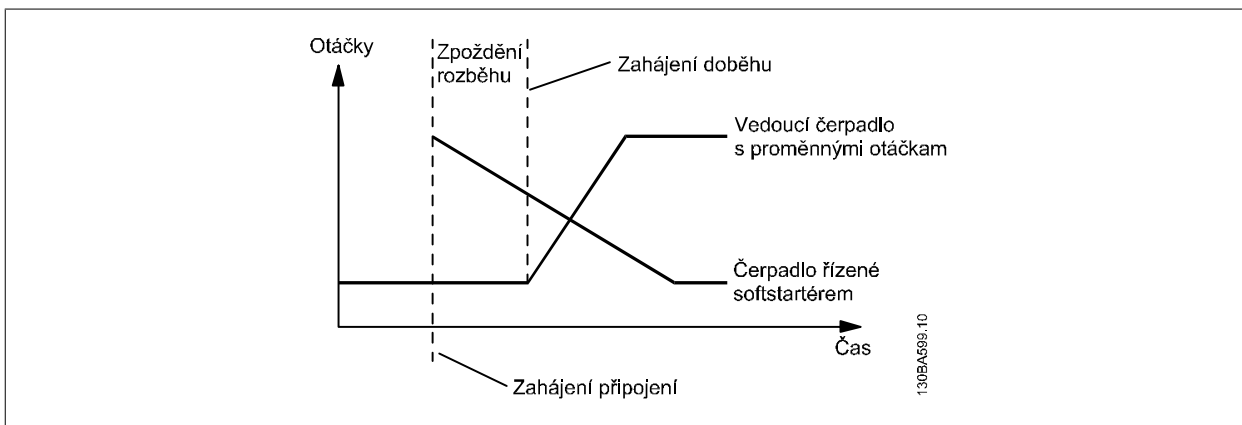 Otáčky
Zpoždění
rozběhu
Zahájení doběhu
Vedoucí čerpadlo
s proměnnými otáčkam
Čerpadlo řízené
softstartérem
Čas
Zahájení připojení
130BA599.10